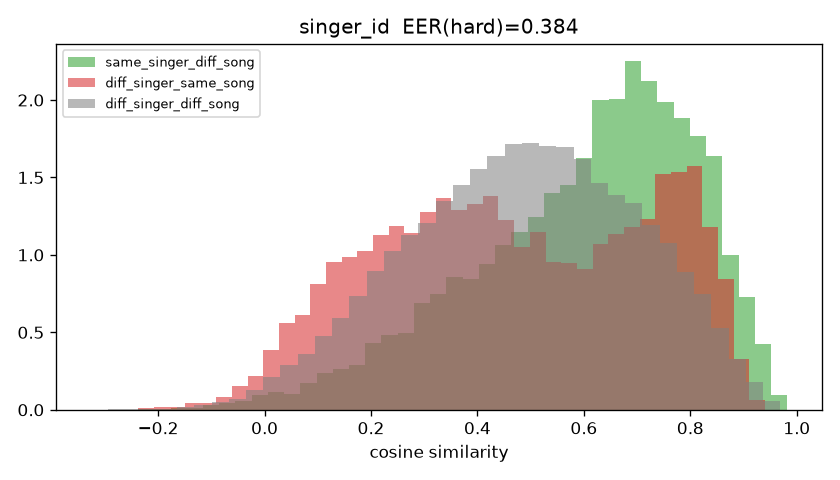 singer_id  EER(hard)=0.384
same_singer_diff_song
diff_singer_same_song
diff_singer_diff_song
2.0
1.5
1.0
0.5
0.0
−0.2 0.0 0.2 0.4 0.6 0.8 1.0
cosine similarity